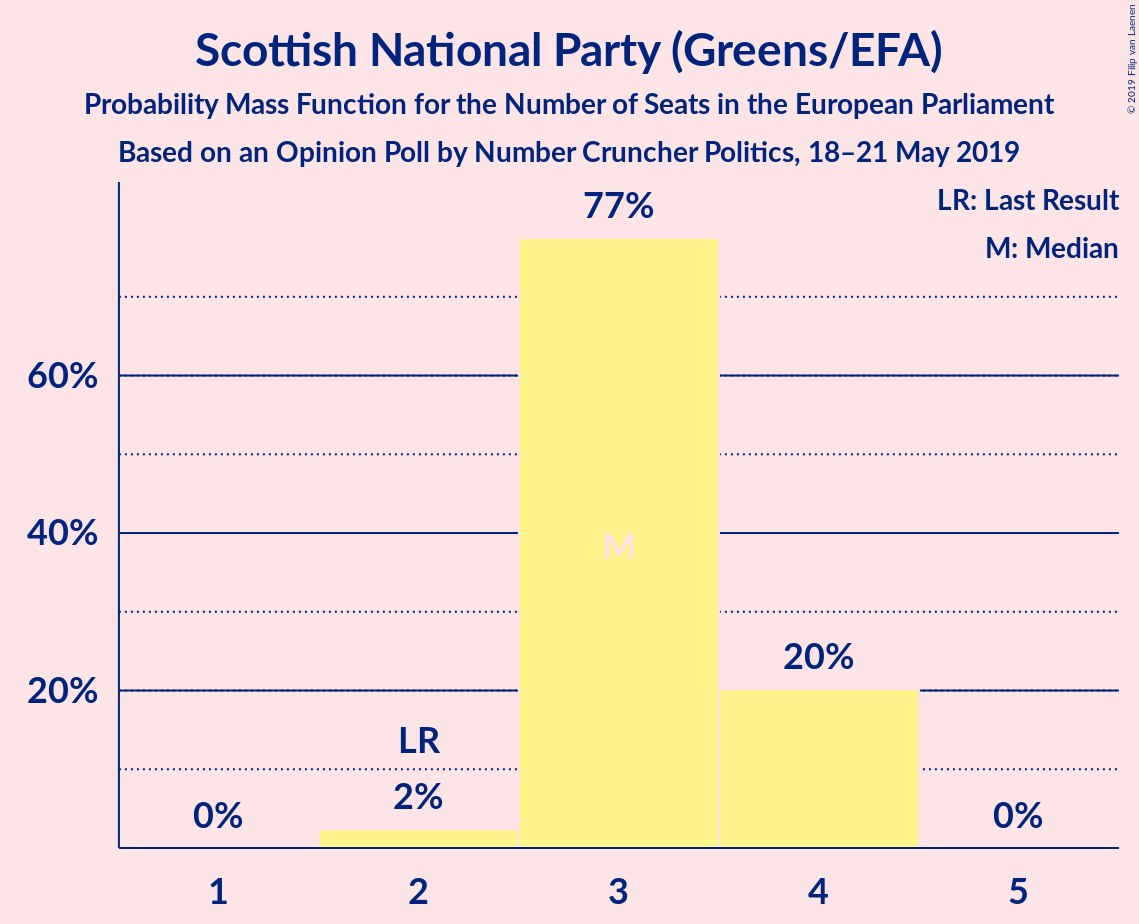 Scottish National Party (Greens/EFA)
Probability Mass Function for the Number of Seats in the European Parliament
Based on an Opinion Poll by Number Cruncher Politics, 18–21 May 2019
© 2019 Filip van Laenen
LR: Last Result
M: Median
77%
60%
40%
M
20%
20%
LR
2%
0%
0%
1 2 3 4 5